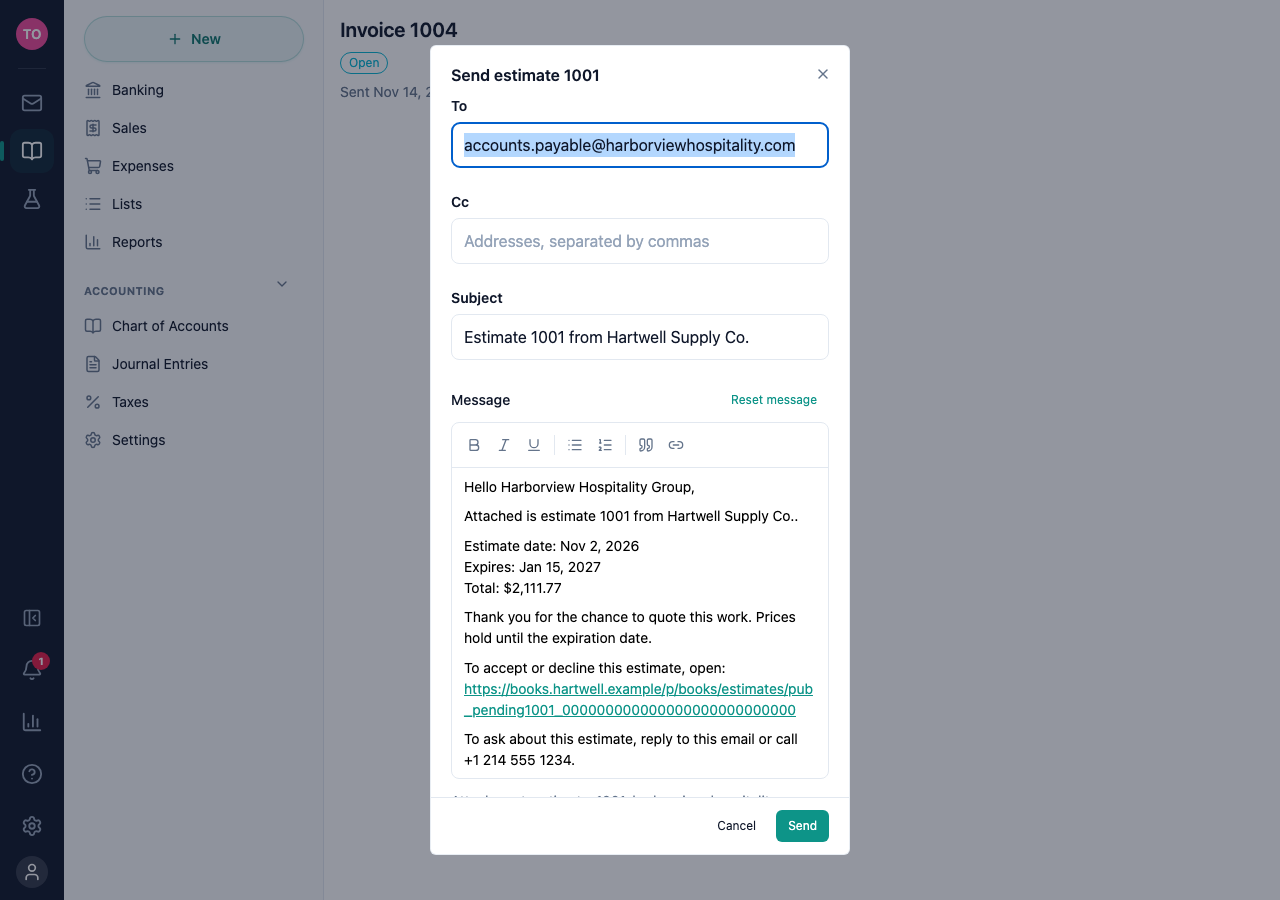 TO
New
Banking
Sales
Expenses
Lists
Reports
ACCOUNTING
Chart of Accounts
Journal Entries
Taxes
Settings
1
Invoice 1004
Open
Sent Nov 14, 2
Send estimate 1001
To
accounts.payable@harborviewhospitality.com
Cc
Addresses, separated by commas
Subject
Estimate 1001 from Hartwell Supply Co.
Message
Reset message
Hello Harborview Hospitality Group,
Attached is estimate 1001 from Hartwell Supply Co..
Estimate date: Nov 2, 2026
Expires: Jan 15, 2027
Total: $2,111.77
Thank you for the chance to quote this work. Prices
hold until the expiration date.
To accept or decline this estimate, open:
https://books.hartwell.example/p/books/estimates/pub
_pending1001_000000000000000000000000000
To ask about this estimate, reply to this email or call
+1 214 555 1234.
Cancel
Send